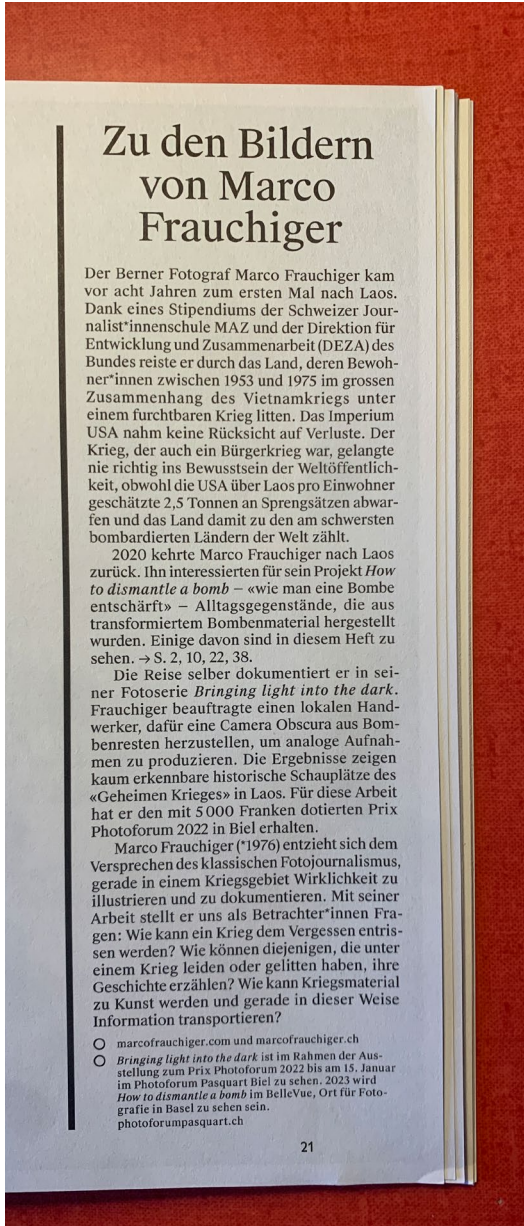 Zu den Bildern
von Marco
Frauchiger
Der Berner Fotograf Marco Frauchiger kam
vor acht Jahren zum ersten Mal nach Laos.
Dank eines Stipendiums der Schweizer Jour-
nalist*innenschule MAZ und der Direktion für
Entwicklung und Zusammenarbeit (DEZA) des
Bundes reiste er durch das Land, deren Bewoh-
ner*innen zwischen 1953 und 1975 im grossen
Zusammenhang des Vietnamkriegs unter
einem furchtbaren Krieg litten. Das Imperium
USA nahm keine Rücksicht auf Verluste. Der
Krieg, der auch ein Bürgerkrieg war, gelangte
nie richtig ins Bewusstsein der Weltöffentlich-
keit, obwohl die USA über Laos pro Einwohner
geschätzte 2,5 Tonnen an Sprengsätzen abwar-
fen und das Land damit zu den am schwersten
bombardierten Ländern der Welt zählt.
2020 kehrte Marco Frauchiger nach Laos
zurück. Ihn interessierten für sein Projekt How
to dismantle a bomb – «wie man eine Bombe
entschärft» – Alltagsgegenstände, die aus
transformiertem Bombenmaterial hergestellt
wurden. Einige davon sind in diesem Heft zu
sehen. → S. 2, 10, 22, 38.
Die Reise selber dokumentiert er in sei-
ner Fotoserie Bringing light into the dark.
Frauchiger beauftragte einen lokalen Hand-
werker, dafür eine Camera Obscura aus Bom-
benresten herzustellen, um analoge Aufnah-
men zu produzieren. Die Ergebnisse zeigen
kaum erkennbare historische Schauplätze des
«Geheimen Krieges» in Laos. Für diese Arbeit
hat er den mit 5 000 Franken dotierten Prix
Photoforum 2022 in Biel erhalten.
Marco Frauchiger (*1976) entzieht sich dem
Versprechen des klassischen Fotojournalismus,
gerade in einem Kriegsgebiet Wirklichkeit zu
illustrieren und zu dokumentieren. Mit seiner
Arbeit stellt er uns als Betrachter*innen Fra-
gen: Wie kann ein Krieg dem Vergessen entris-
sen werden? Wie können diejenigen, die unter
einem Krieg leiden oder gelitten haben, ihre
Geschichte erzählen? Wie kann Kriegsmaterial
zu Kunst werden und gerade in dieser Weise
Information transportieren?
marcofrauchiger.com und marcofrauchiger.ch
Bringing light into the dark ist im Rahmen der Aus-
stellung zum Prix Photoforum 2022 bis am 15. Januar
im Photoforum Pasquart Biel zu sehen. 2023 wird
How to dismantle a bomb im BelleVue, Ort für Foto-
grafie in Basel zu sehen sein.
photoforumpasquart.ch
21